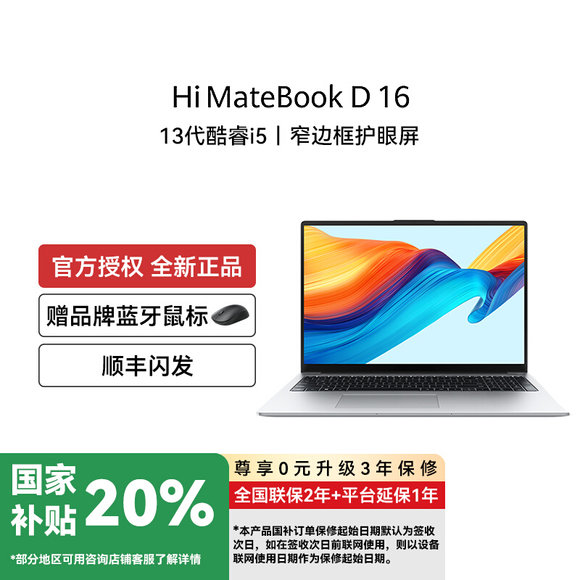 Hi MateBook D 16
13代酷睿i5丨窄边框护眼屏
官方授权 全新正品
赠品牌蓝牙鼠标
顺丰闪发
国家
补贴
20%
*部分地区可用咨询店铺客服了解详情
尊享0元升级3年保修
全国联保2年+平台延保1年
*本产品国补订单保修起始日期默认为签收
次日，如在签收次日前联网使用，则以设备
联网使用日期作为保修起始日期。